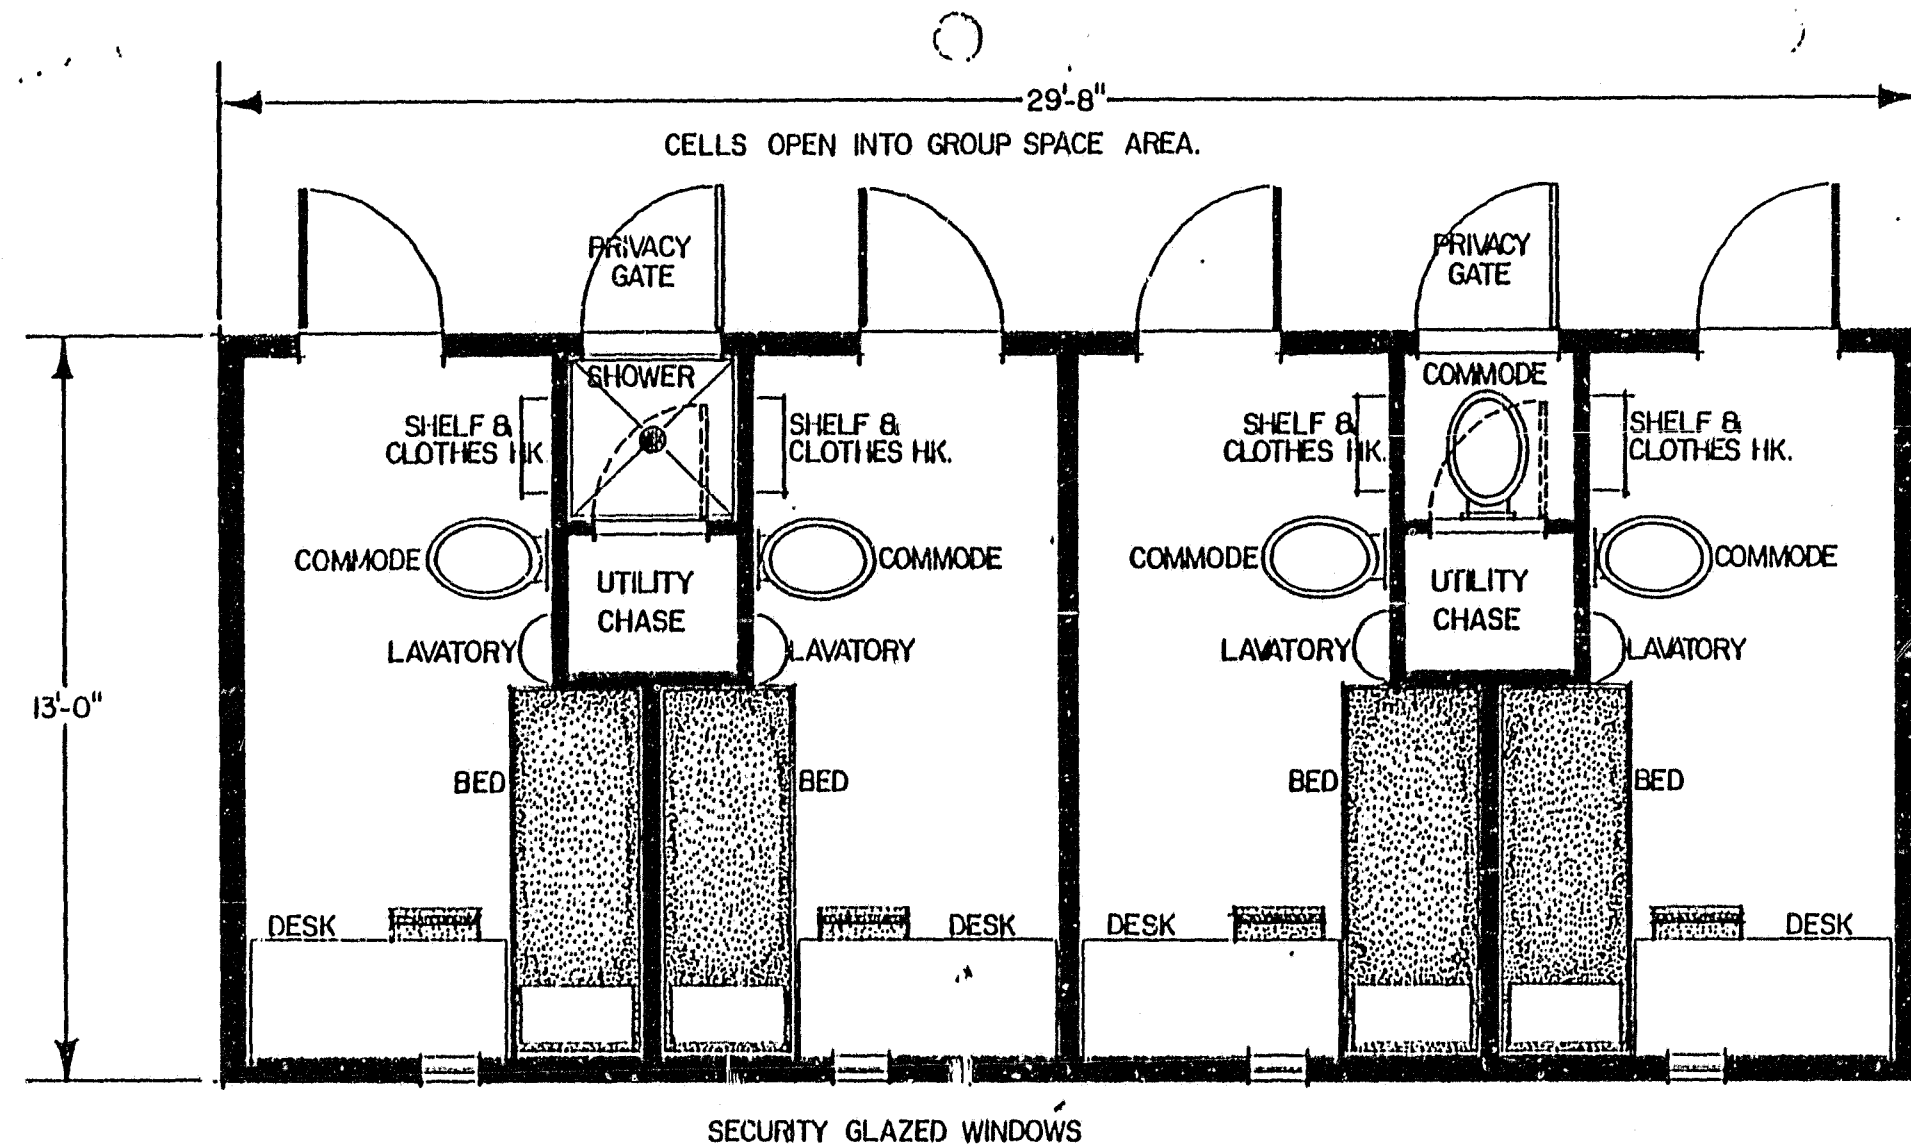 29'-8"
CELLS OPEN INTO GROUP SPACE AREA.
PRIVACY
GATE
PRIVACY
GATE
SHOWER
COMMODE
SHELF &
CLOTHES HK.
SHELF &
CLOTHES HK.
SHELF &
CLOTHES HK.
SHELF &
CLOTHES HK.
COMMODE
COMMODE
COMMODE
COMMODE
UTILITY
CHASE
UTILITY
CHASE
LAVATORY
LAVATORY
LAVATORY
LAVATORY
13'-0"
BED
BED
BED
BED
DESK
DESK
DESK
DESK
SECURITY GLAZED WINDOWS